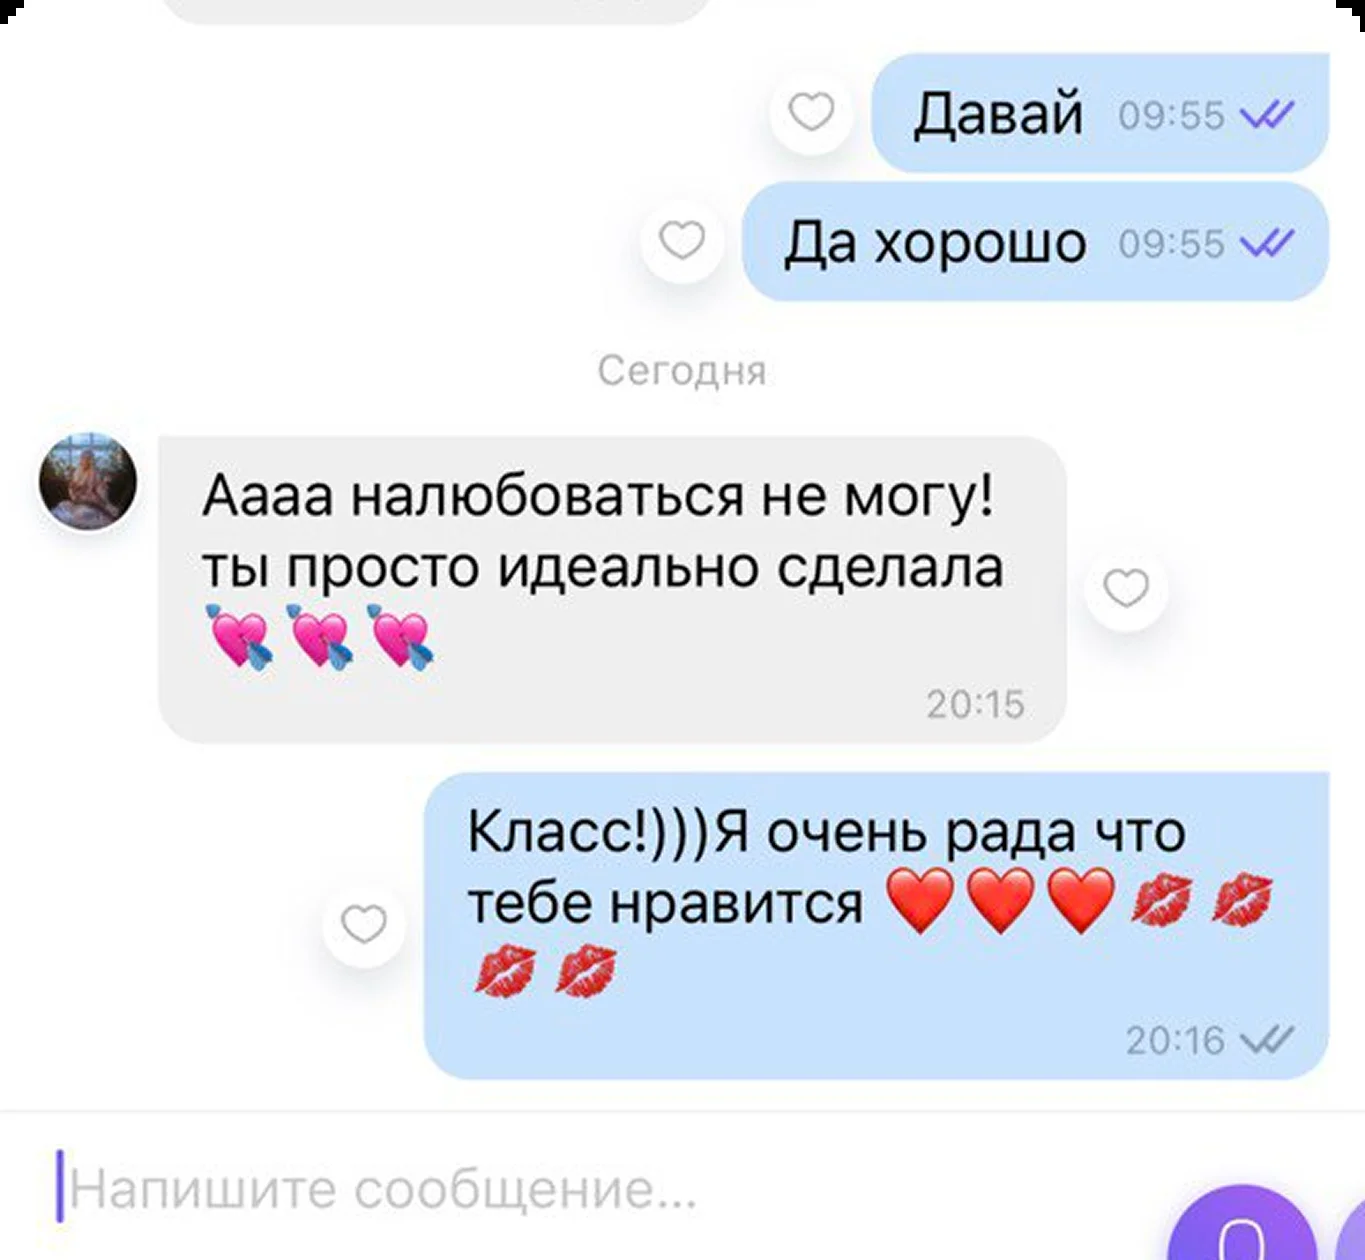 Давай 09:55
Да хорошо 09:55
Сегодня
Аааа налюбоваться не могу!
ты просто идеально сделала
💘💘💘
20:15
Класс!)))Я очень рада что
тебе нравится ❤️❤️❤️💋💋
💋💋
20:16
Напишите сообщение...